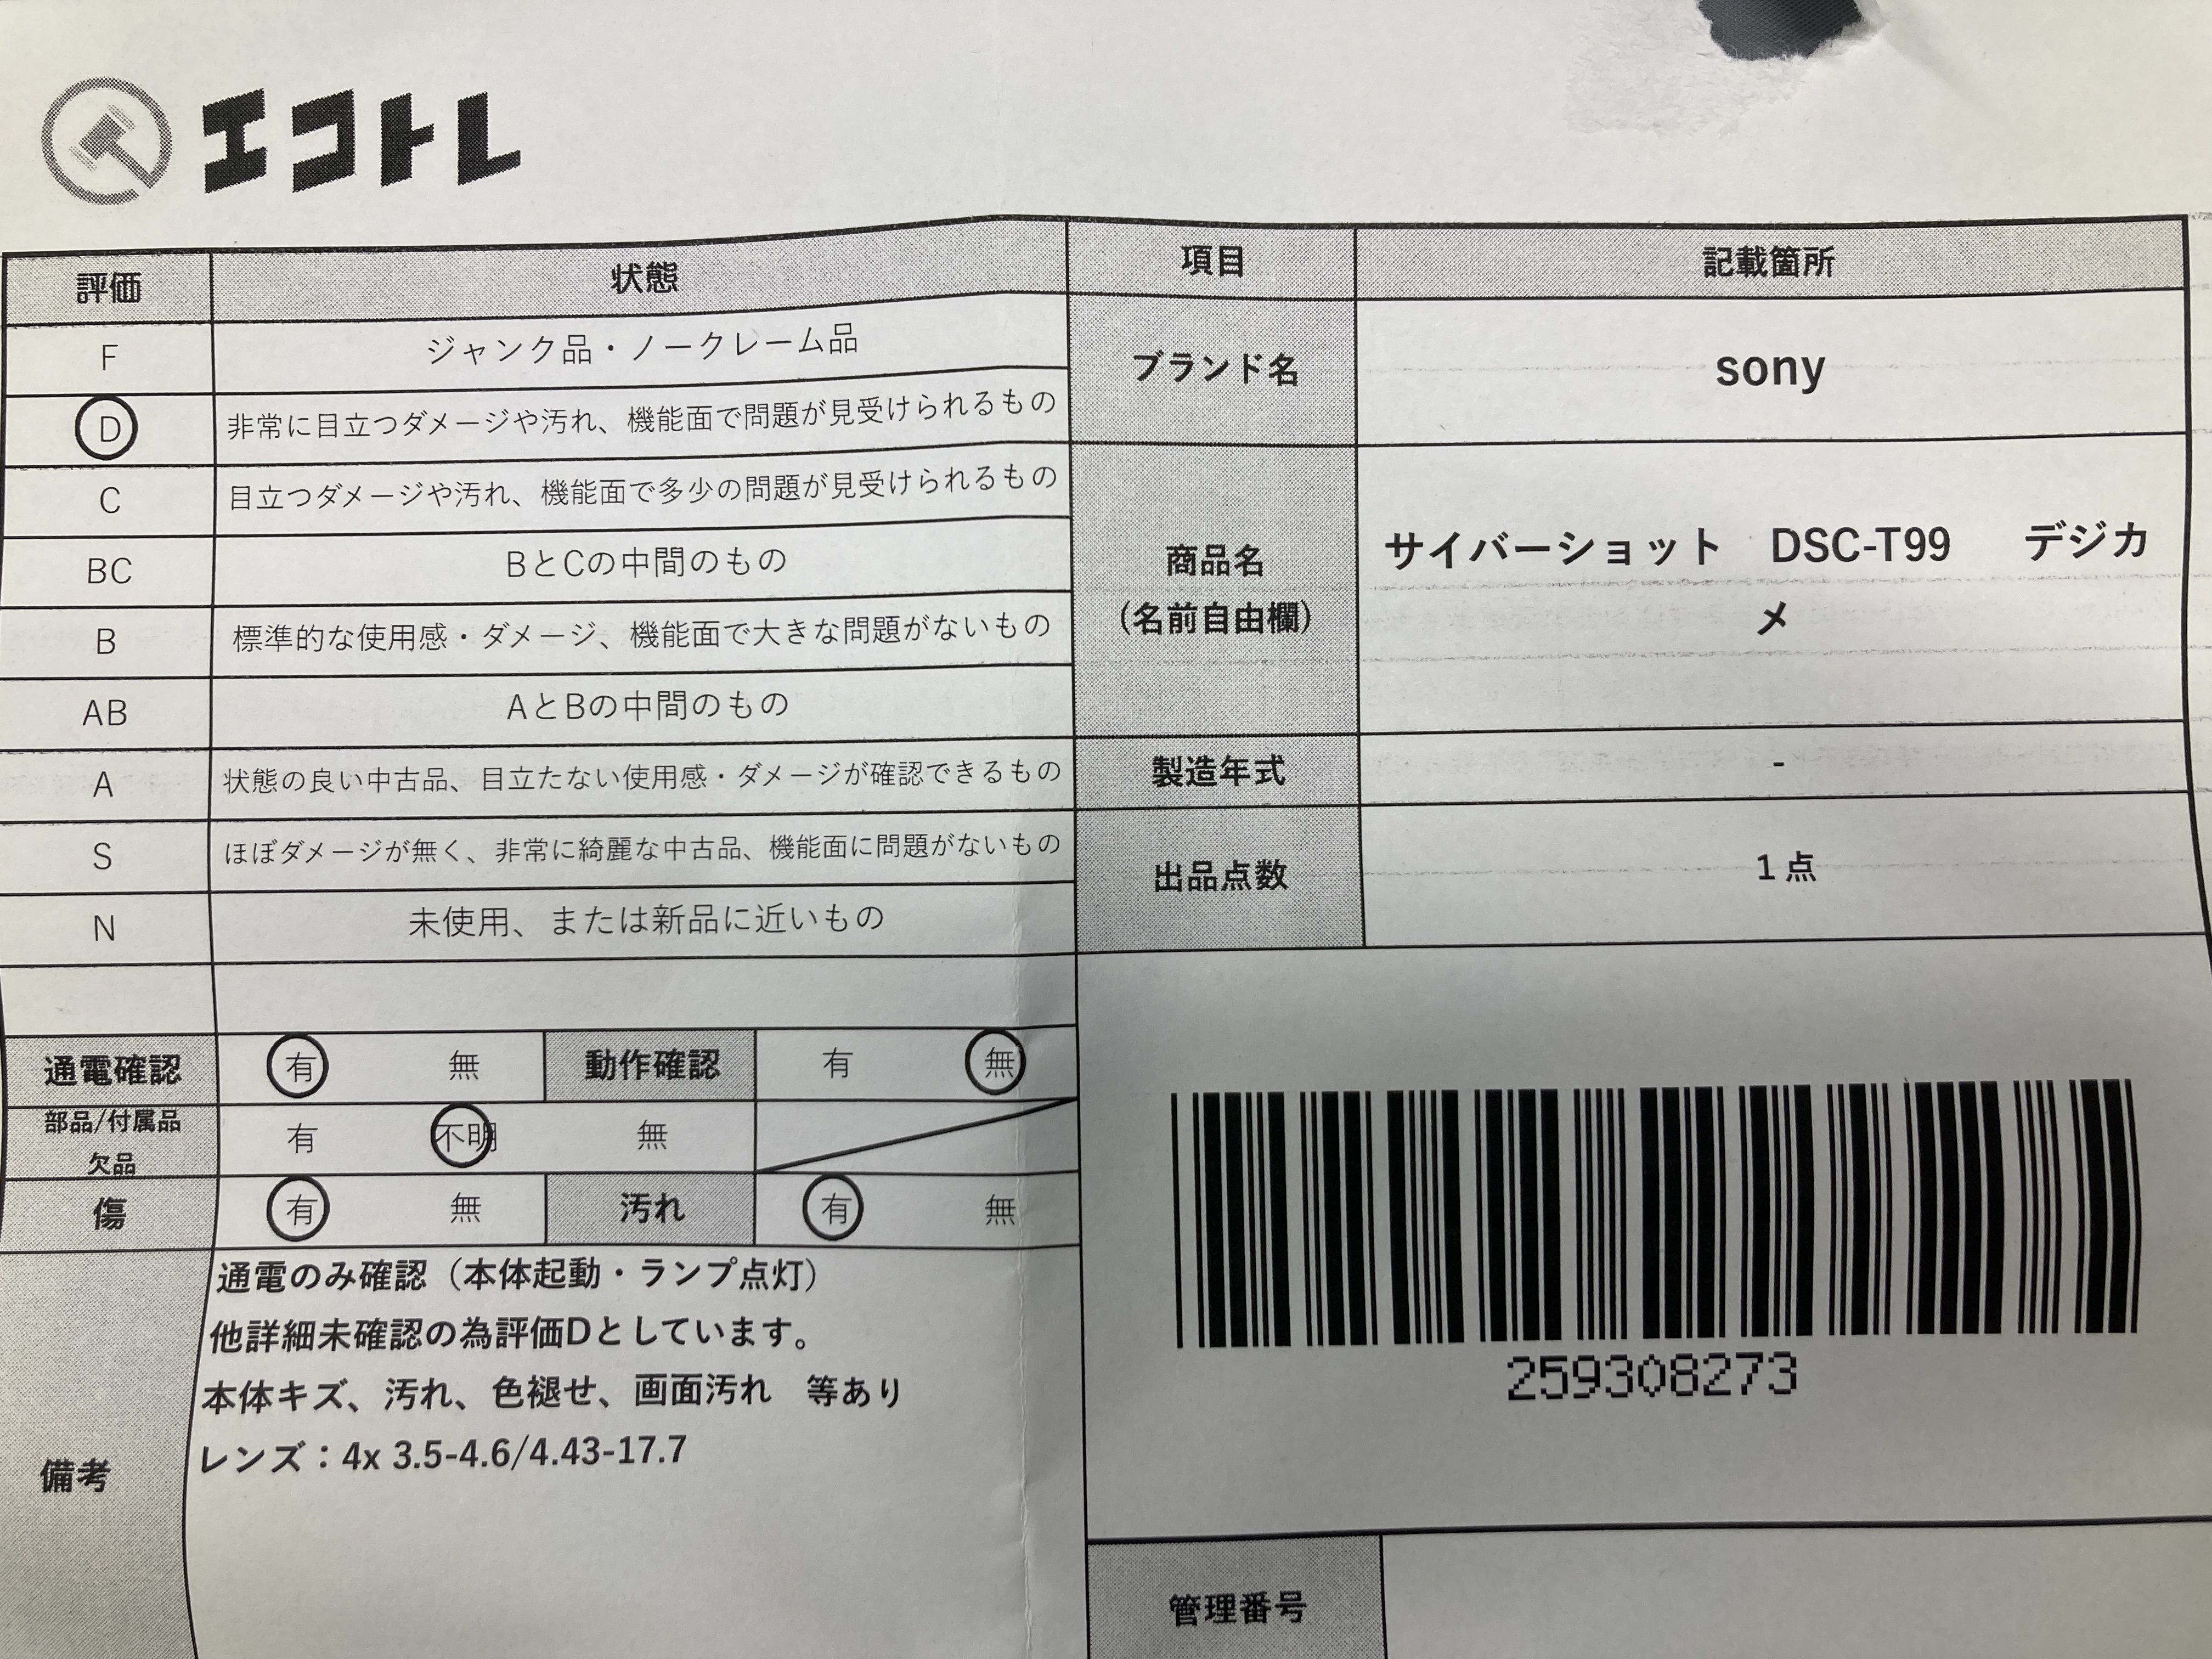 エコトレ
評価 状態
F ジャンク品・ノークレーム品
D 非常に目立つダメージや汚れ、機能面で問題が見受けられるもの
C 目立つダメージや汚れ、機能面で多少の問題が見受けられるもの
BC BとCの中間のもの
B 標準的な使用感・ダメージ、機能面で大きな問題がないもの
AB AとBの中間のもの
A 状態の良い中古品、目立たない使用感・ダメージが確認できるもの
S ほぼダメージが無く、非常に綺麗な中古品、機能面に問題がないもの
N 未使用、または新品に近いもの
通電確認 有 無 動作確認 有 無
部品/付属品
欠品
有 不明 無
傷 有 無 汚れ 有 無
備考
通電のみ確認（本体起動・ランプ点灯）
他詳細未確認の為評価Dとしています。
本体キズ、汚れ、色褪せ、画面汚れ　等あり
レンズ：4x 3.5-4.6/4.43-17.7
項目 記載箇所
ブランド名 sony
商品名
(名前自由欄)
サイバーショット　DSC-T99　　デジカ
メ
製造年式 -
出品点数 1 点
259308273
管理番号